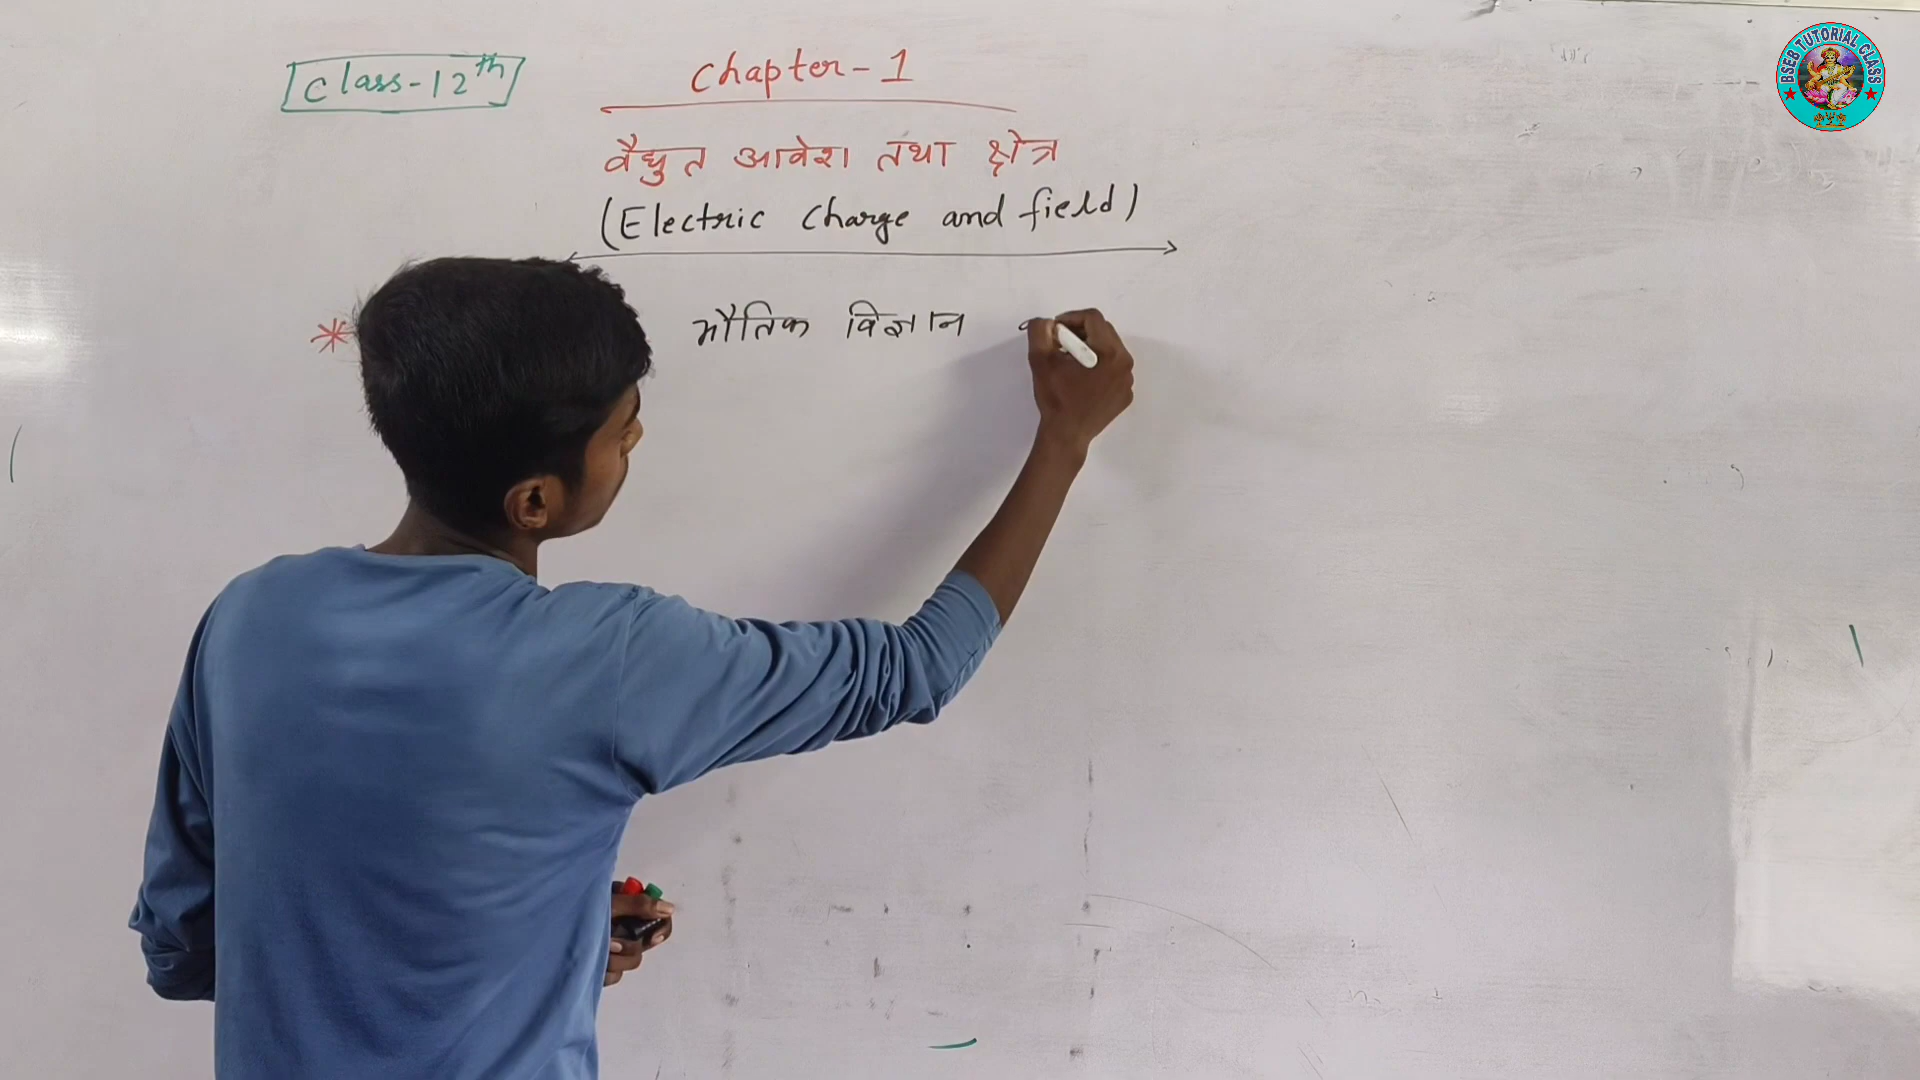 Class-12th
Chapter-1
वैधुत आवेश तथा क्षेत्र
(Electric Charge and field)
* भौतिक विज्ञान
BSEB TUTORIAL CLASS